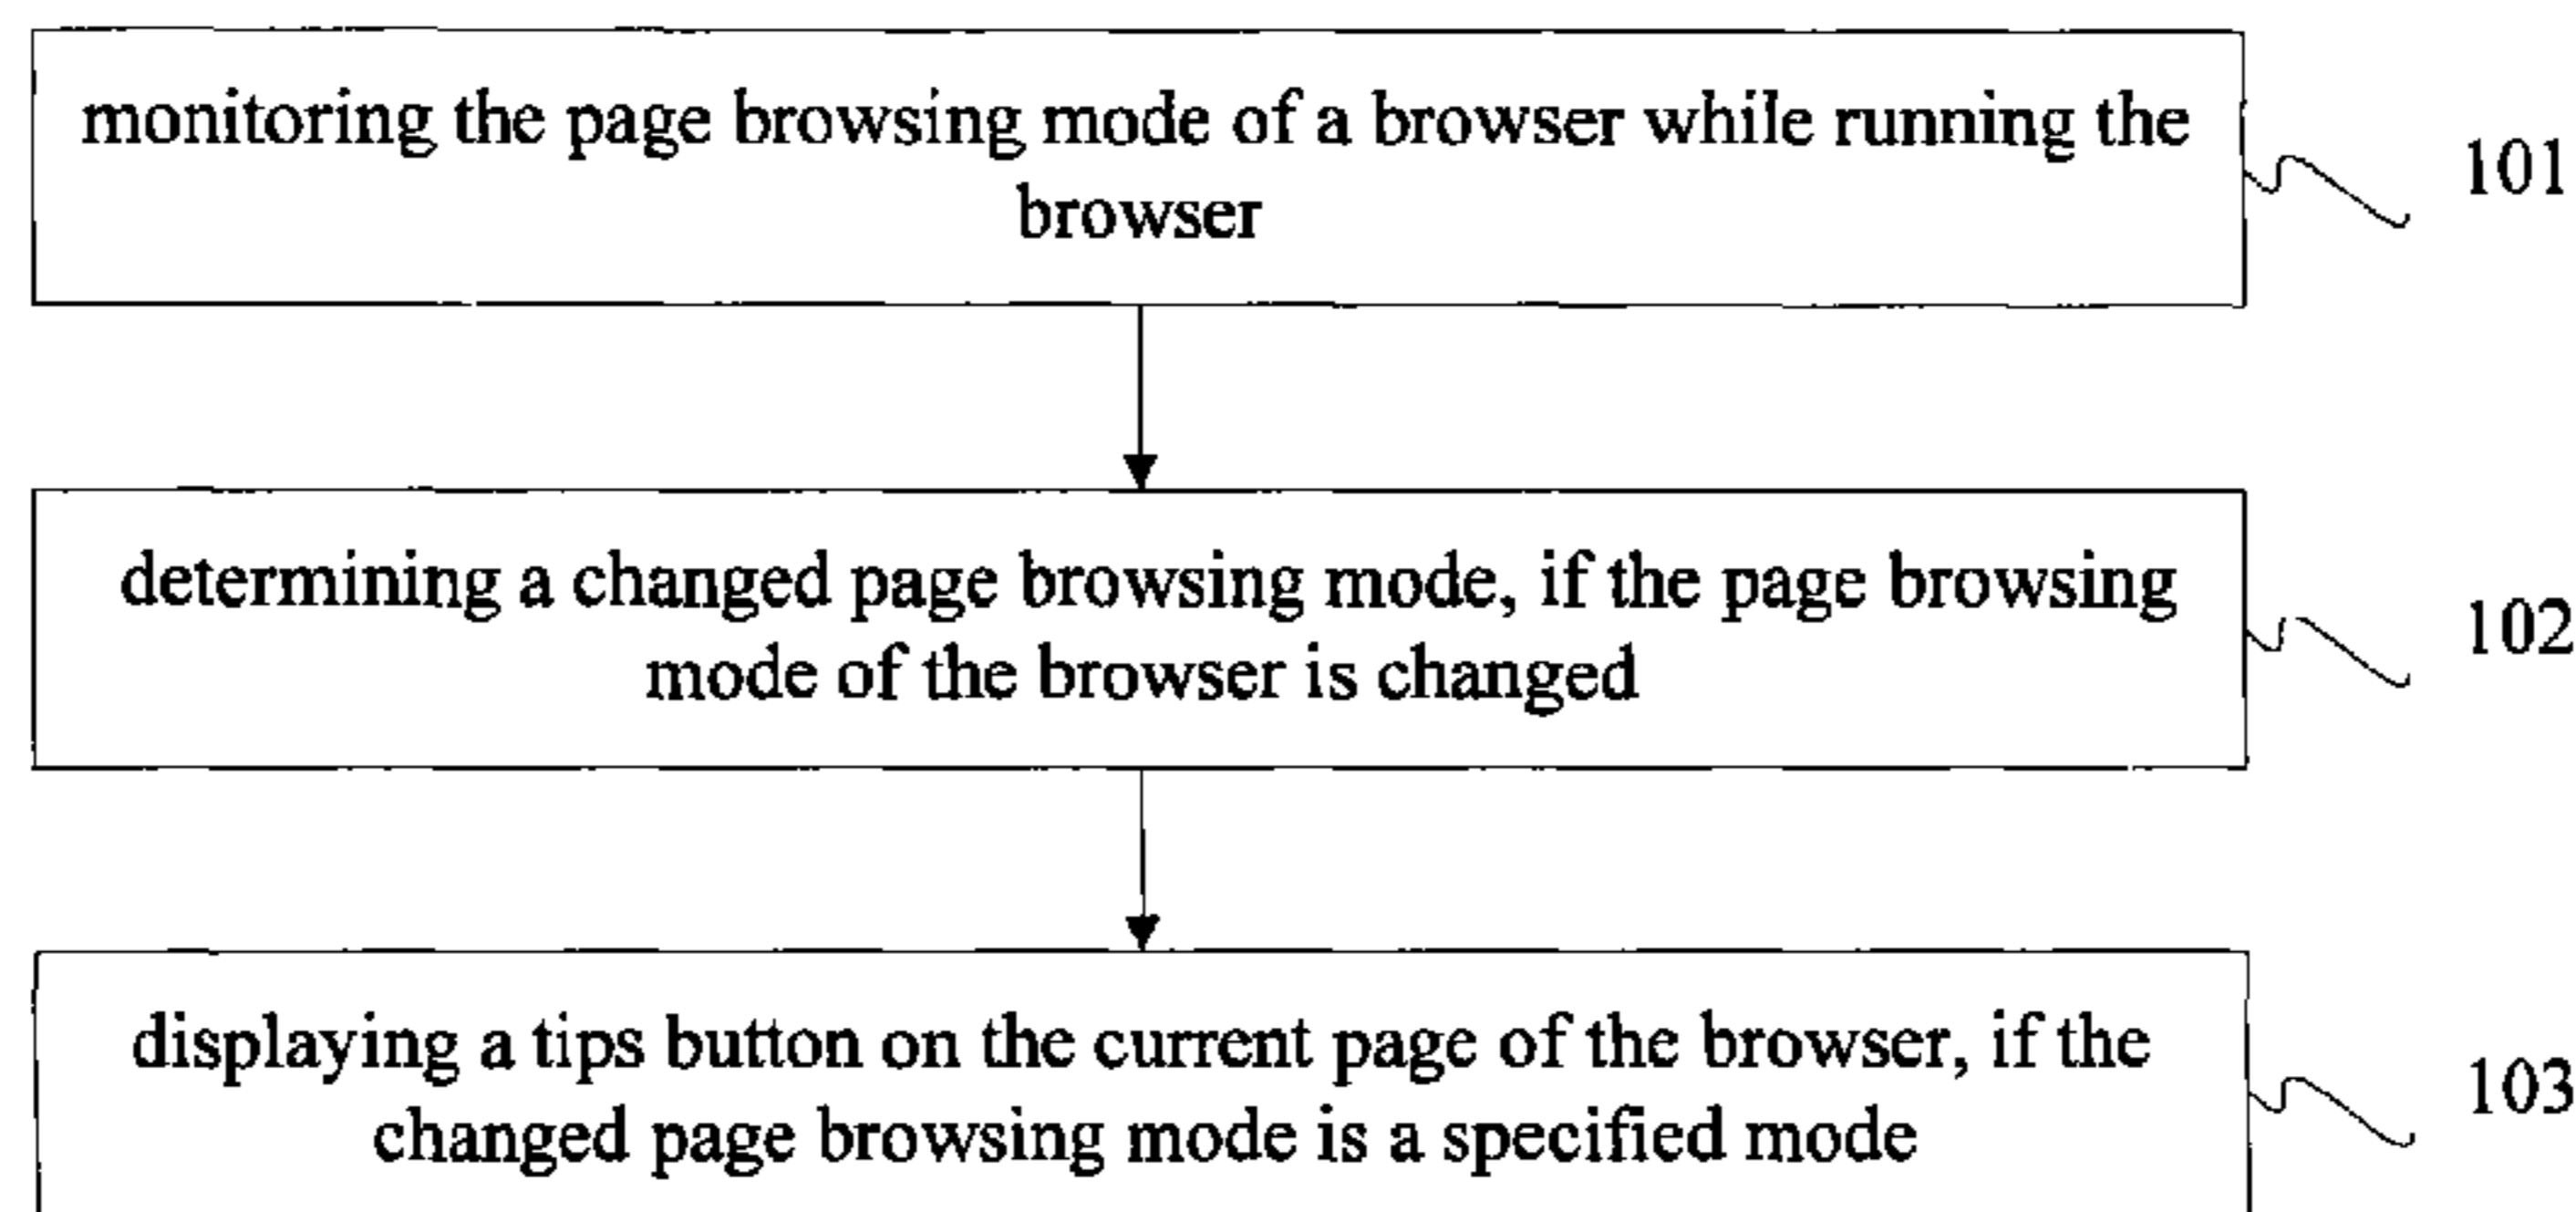 monitoring the page browsing mode of a browser while running the
browser
101
determining a changed page browsing mode, if the page browsing
mode of the browser is changed
102
displaying a tips button on the current page of the browser, if the
changed page browsing mode is a specified mode
103